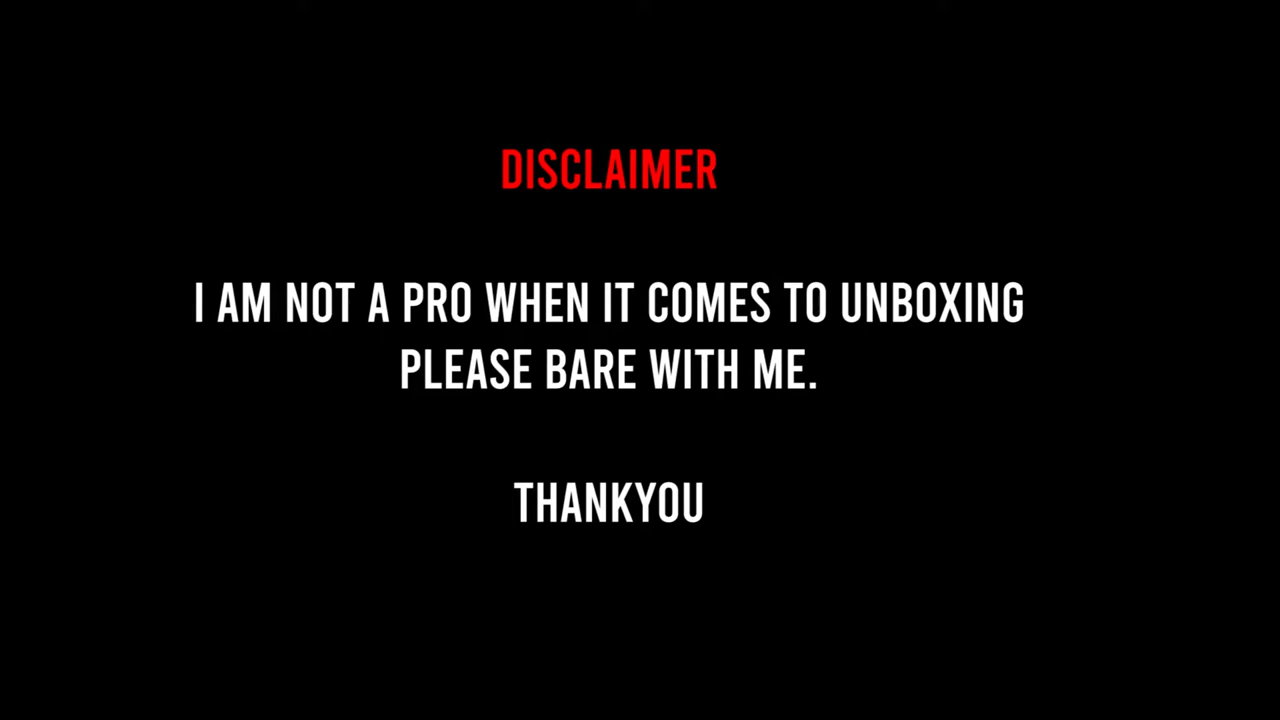 DISCLAIMER
I AM NOT A PRO WHEN IT COMES TO UNBOXING
PLEASE BARE WITH ME.
THANKYOU